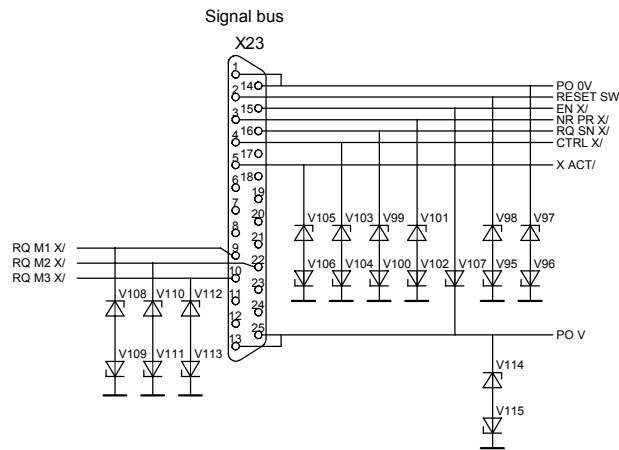 Signal bus
X23
1
14
PO 0V
2
RESET SW
15
EN X/
3
NR PR X/
16
RQ SN X/
4
CTRL X/
17
5
X ACT/
18
6
19
7
20
8
21
RQ M1 X/
9
RQ M2 X/
22
RQ M3 X/
10
23
11
24
12
25
13
PO V
V105 V103 V99 V101 V98 V97
V106 V104 V100 V102 V107 V95 V96
V108 V110 V112
V109 V111 V113
V114
V115